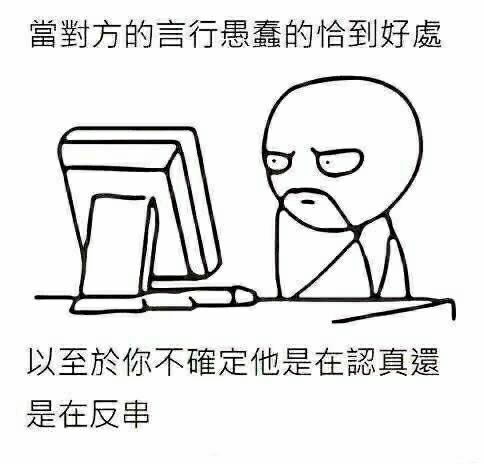 當對方的言行愚蠢的恰到好處
以至於你不確定他是在認真還
是在反串